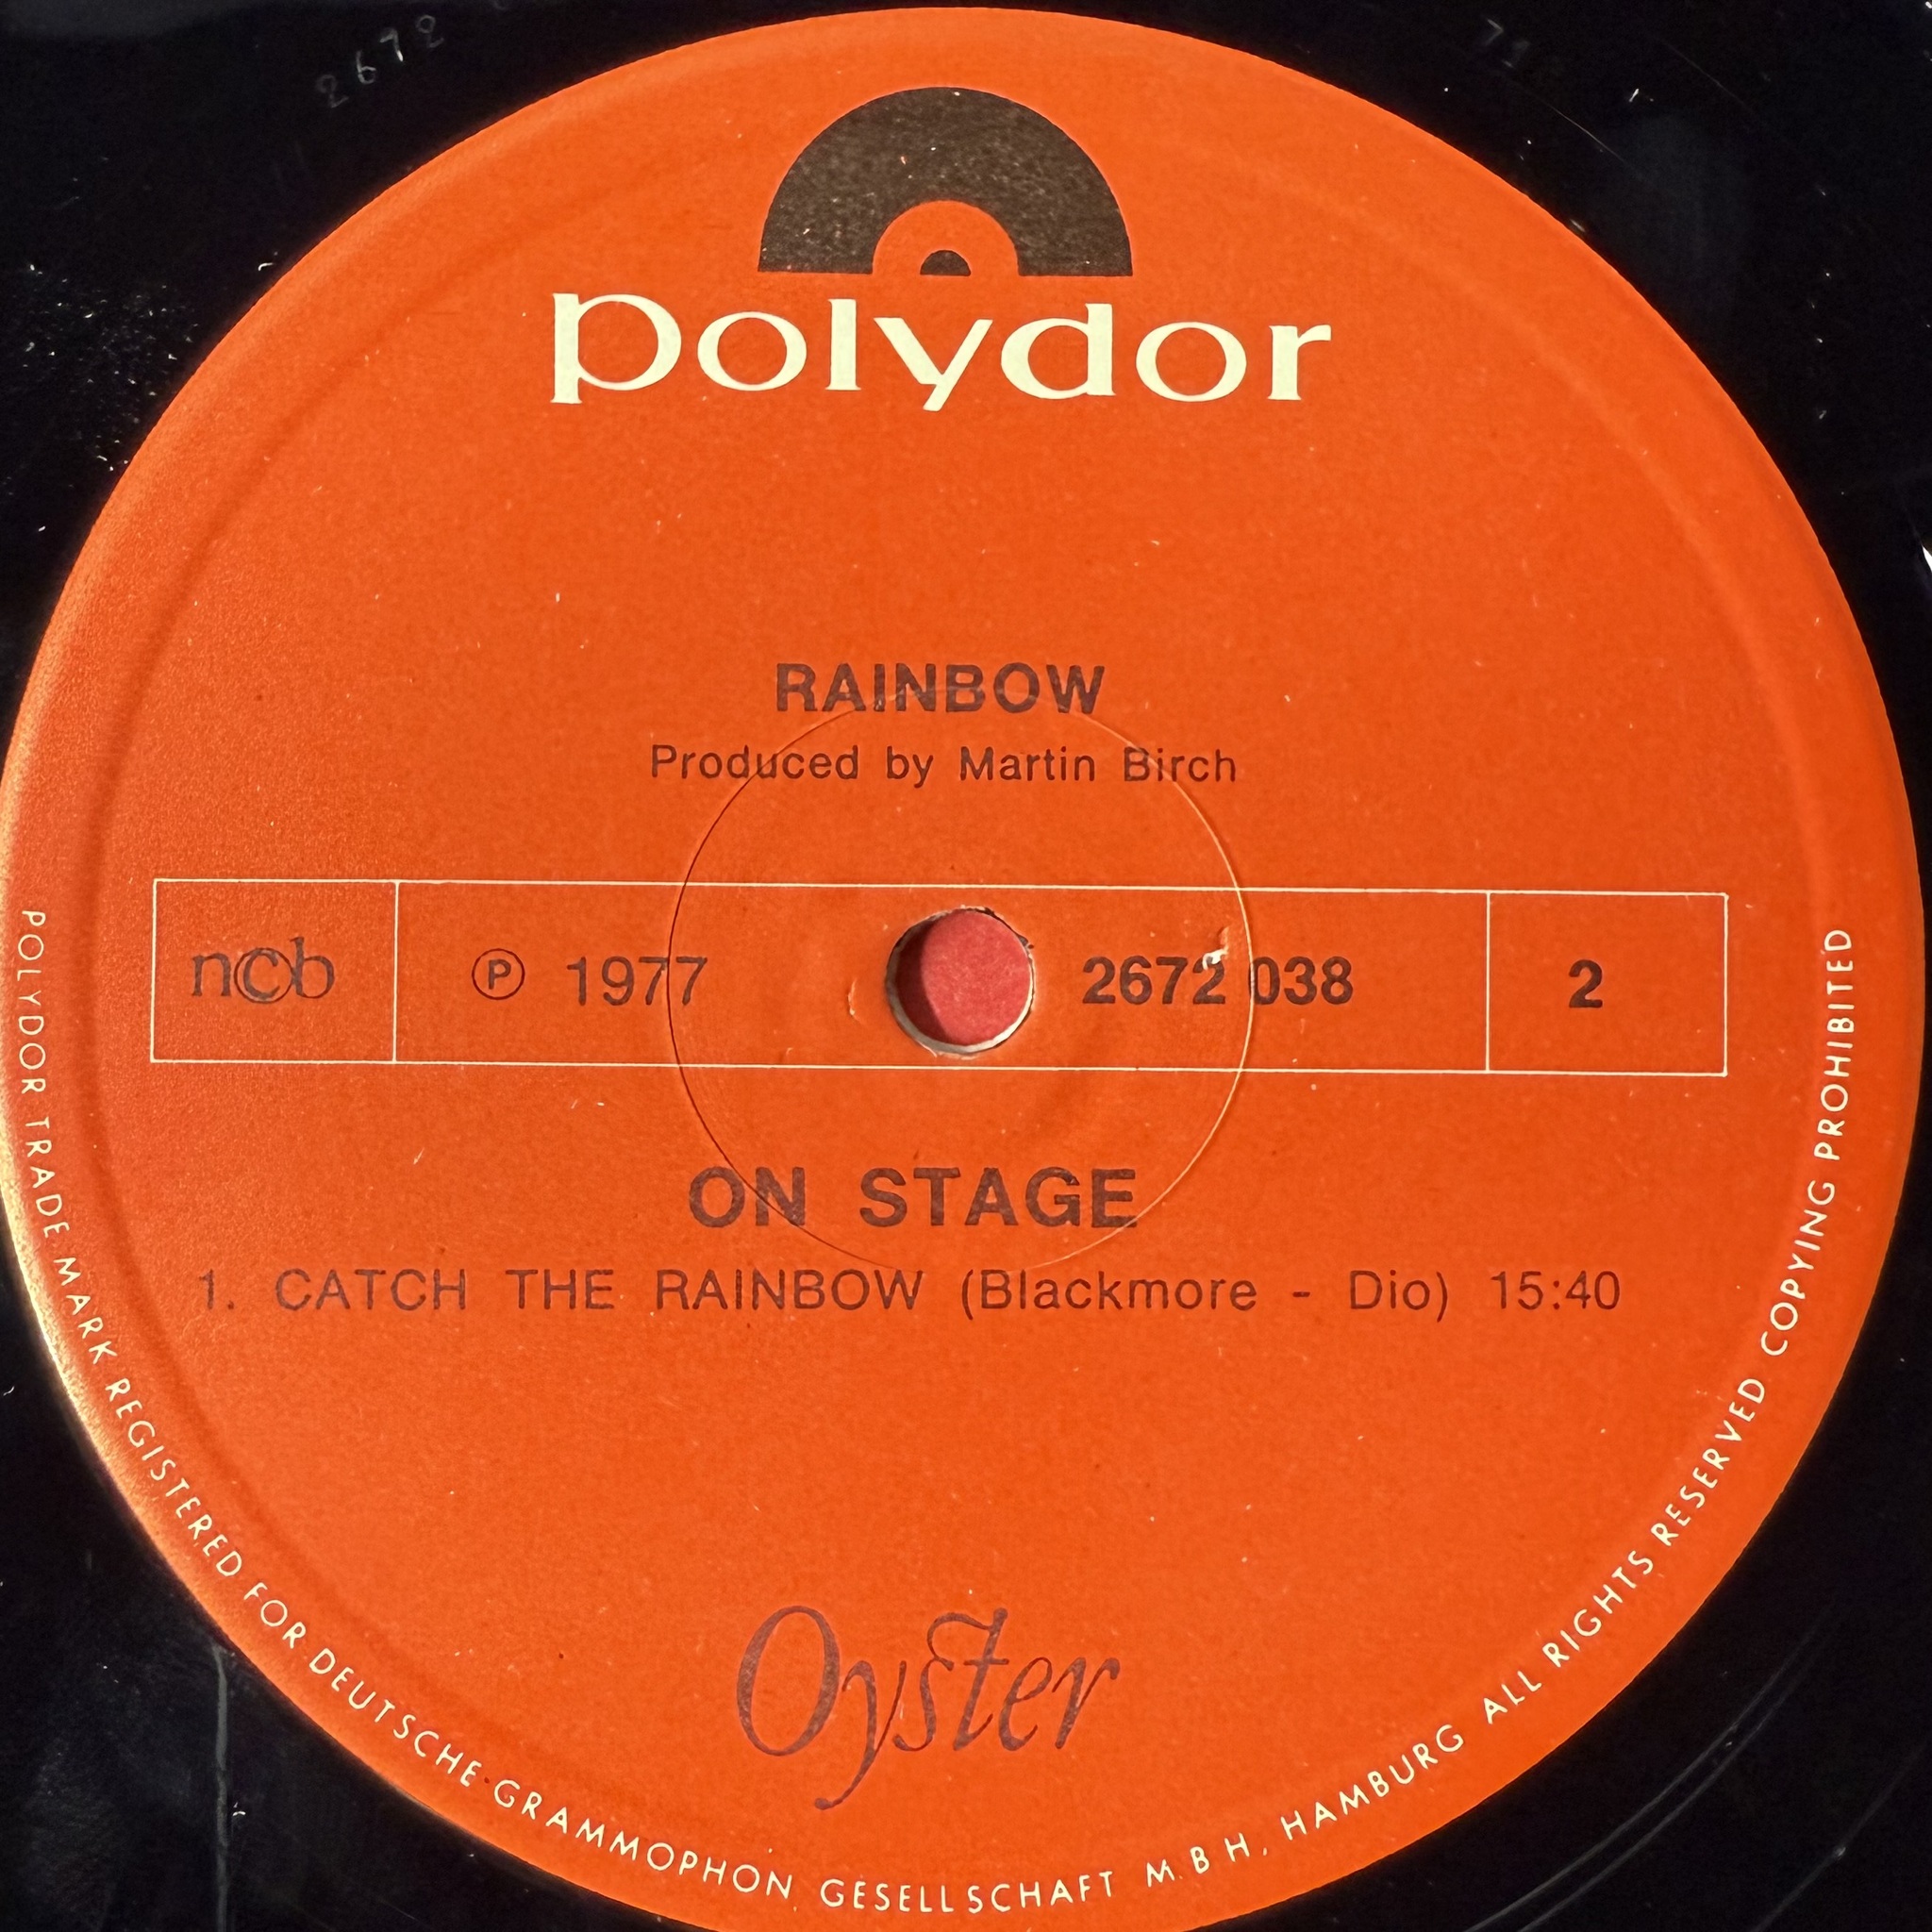 2672
polydor
RAINBOW
Produced by Martin Birch
n©b
℗ 1977
2672 038
2
ON STAGE
1. CATCH THE RAINBOW (Blackmore - Dio) 15:40
Oyster
POLYDOR TRADE MARK REGISTERED FOR DEUTSCHE GRAMMOPHON GESELLSCHAFT M.B.H. HAMBURG ALL RIGHTS RESERVED COPYING PROHIBITED